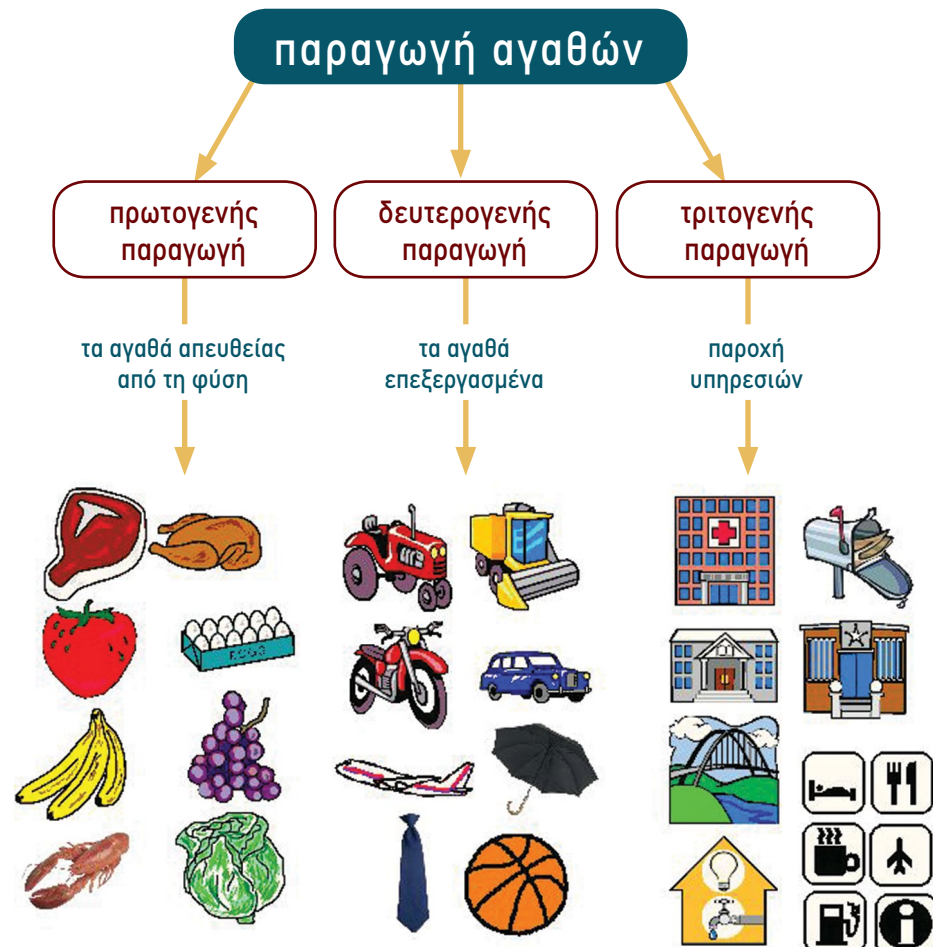 παραγωγή αγαθών
πρωτογενής
παραγωγή
δευτερογενής
παραγωγή
τριτογενής
παραγωγή
τα αγαθά απευθείας
από τη φύση
τα αγαθά
επεξεργασμένα
παροχή
υπηρεσιών
EGGS